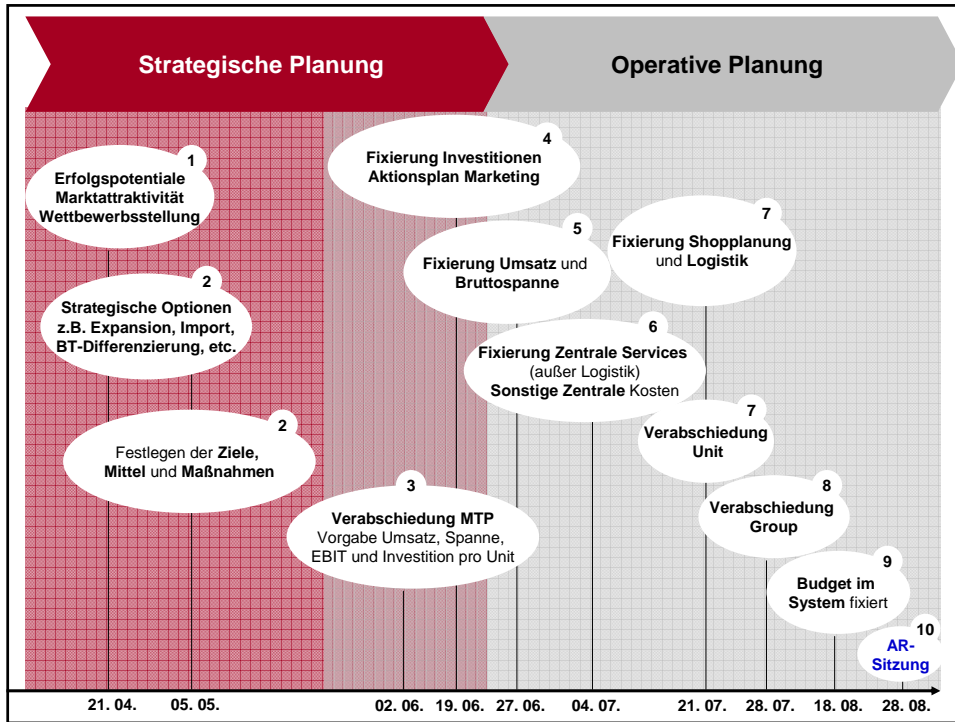 Strategische Planung
Operative Planung
1
Erfolgspotentiale
Marktattraktivität
Wettbewerbsstellung
2
Strategische Optionen
z.B. Expansion, Import,
BT-Differenzierung, etc.
2
Festlegen der Ziele,
Mittel und Maßnahmen
3
Verabschiedung MTP
Vorgabe Umsatz, Spanne,
EBIT und Investition pro Unit
4
Fixierung Investitionen
Aktionsplan Marketing
5
Fixierung Umsatz und
Bruttospanne
6
Fixierung Zentrale Services
(außer Logistik)
Sonstige Zentrale Kosten
7
Fixierung Shopplanung
und Logistik
7
Verabschiedung
Unit
8
Verabschiedung
Group
9
Budget im
System fixiert
10
AR-
Sitzung
21. 04.
05. 05.
02. 06.
19. 06.
27. 06.
04. 07.
21. 07.
28. 07.
18. 08.
28. 08.